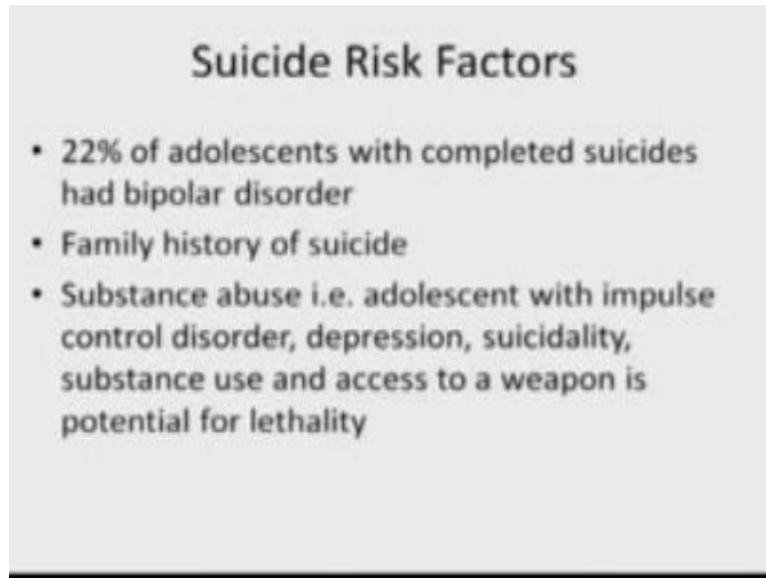 Suicide Risk Factors
• 22% of adolescents with completed suicides
had bipolar disorder
• Family history of suicide
• Substance abuse i.e. adolescent with impulse
control disorder, depression, suicidality,
substance use and access to a weapon is
potential for lethality